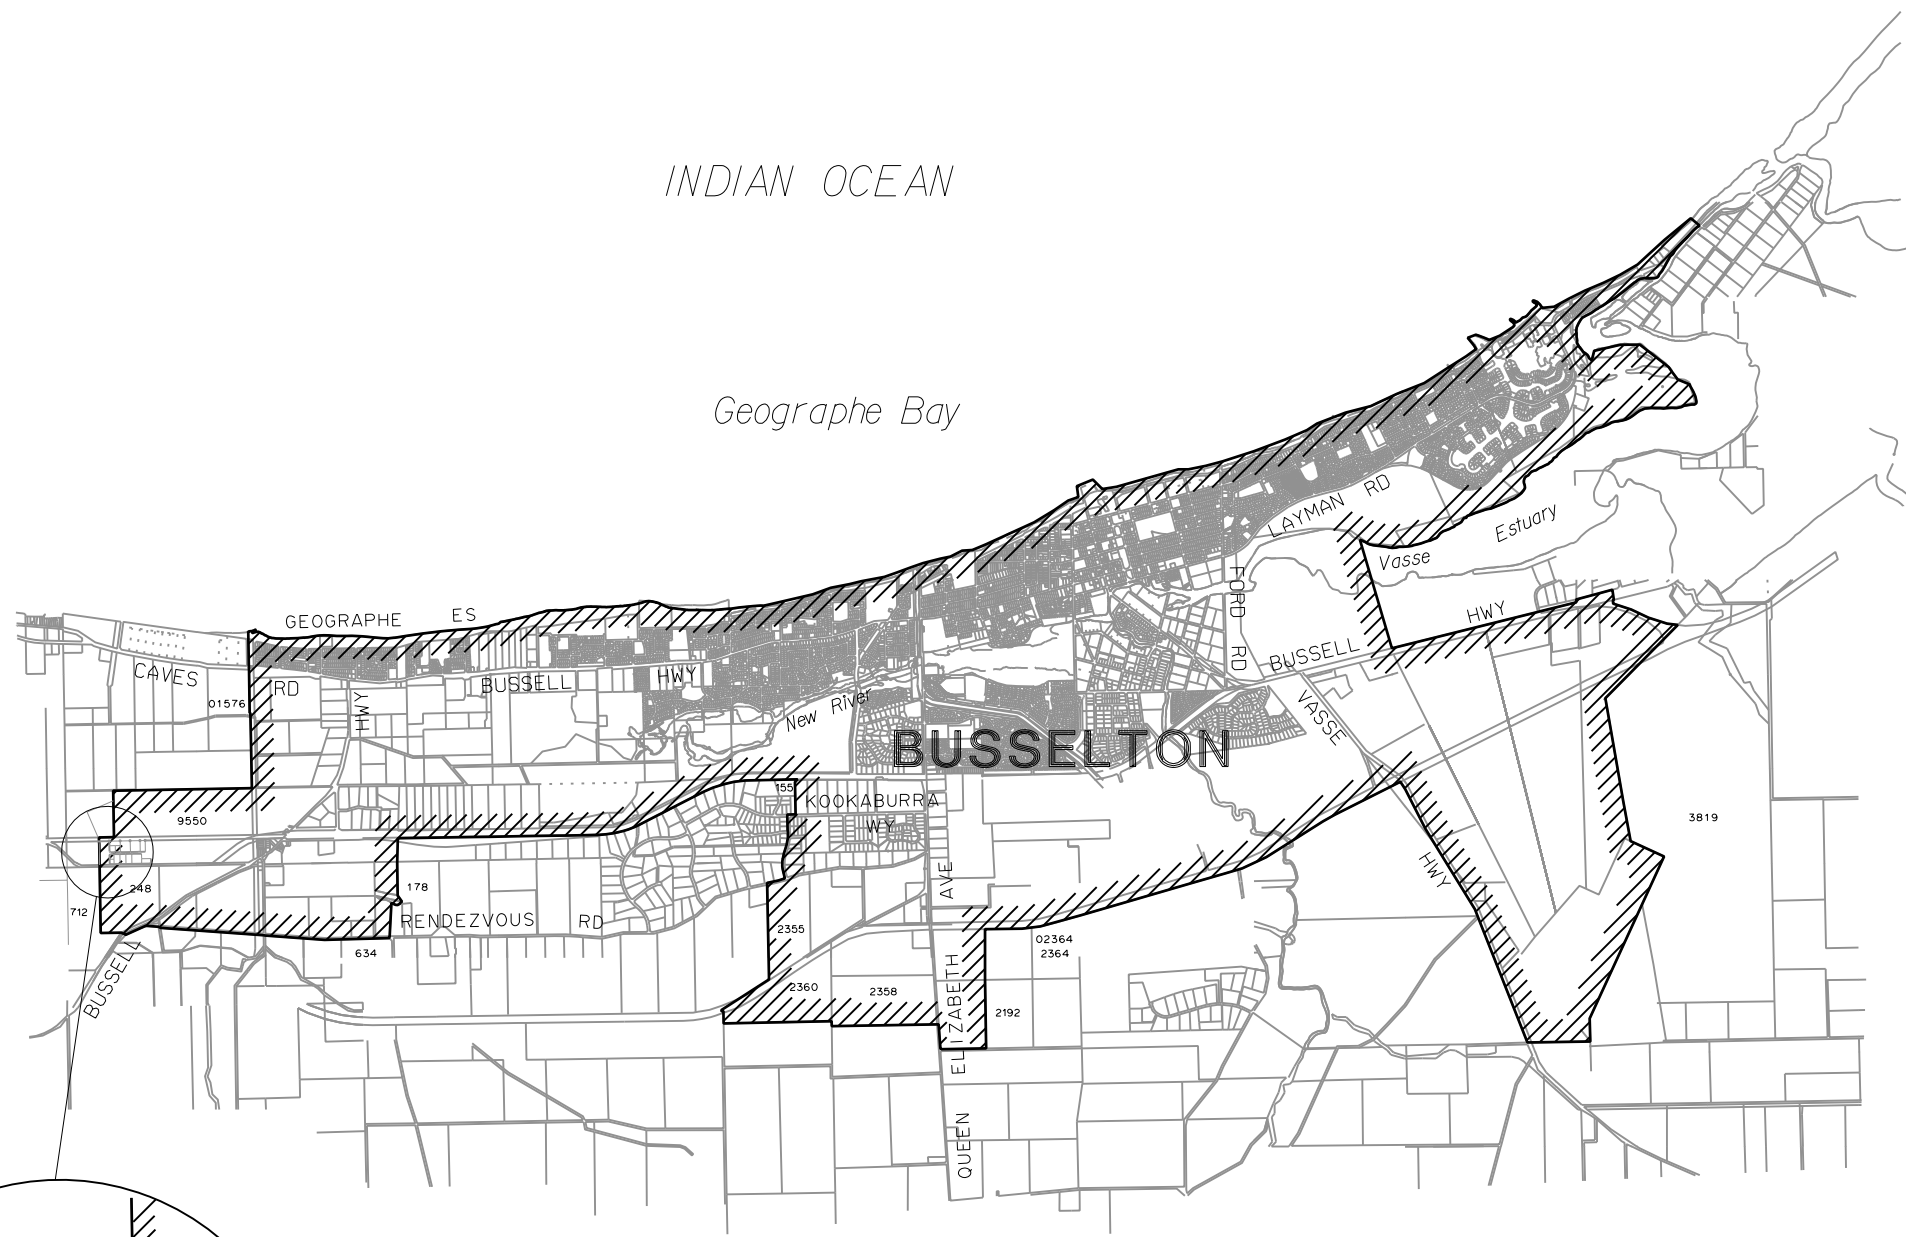 INDIAN OCEAN
Geographe Bay
GEOGRAPHE ES
CAVES RD
BUSSELL HWY
HWY
01576
New River
LAYMAN RD
FORD RD
Vasse Estuary
BUSSELL HWY
VASSE HWY
BUSSELTON
155
KOOKABURRA
WY
9550
248
712
178
RENDEZVOUS RD
634
BUSSELL
2355
2360
2358
QUEEN ELIZABETH AVE
02364
2364
2192
3819